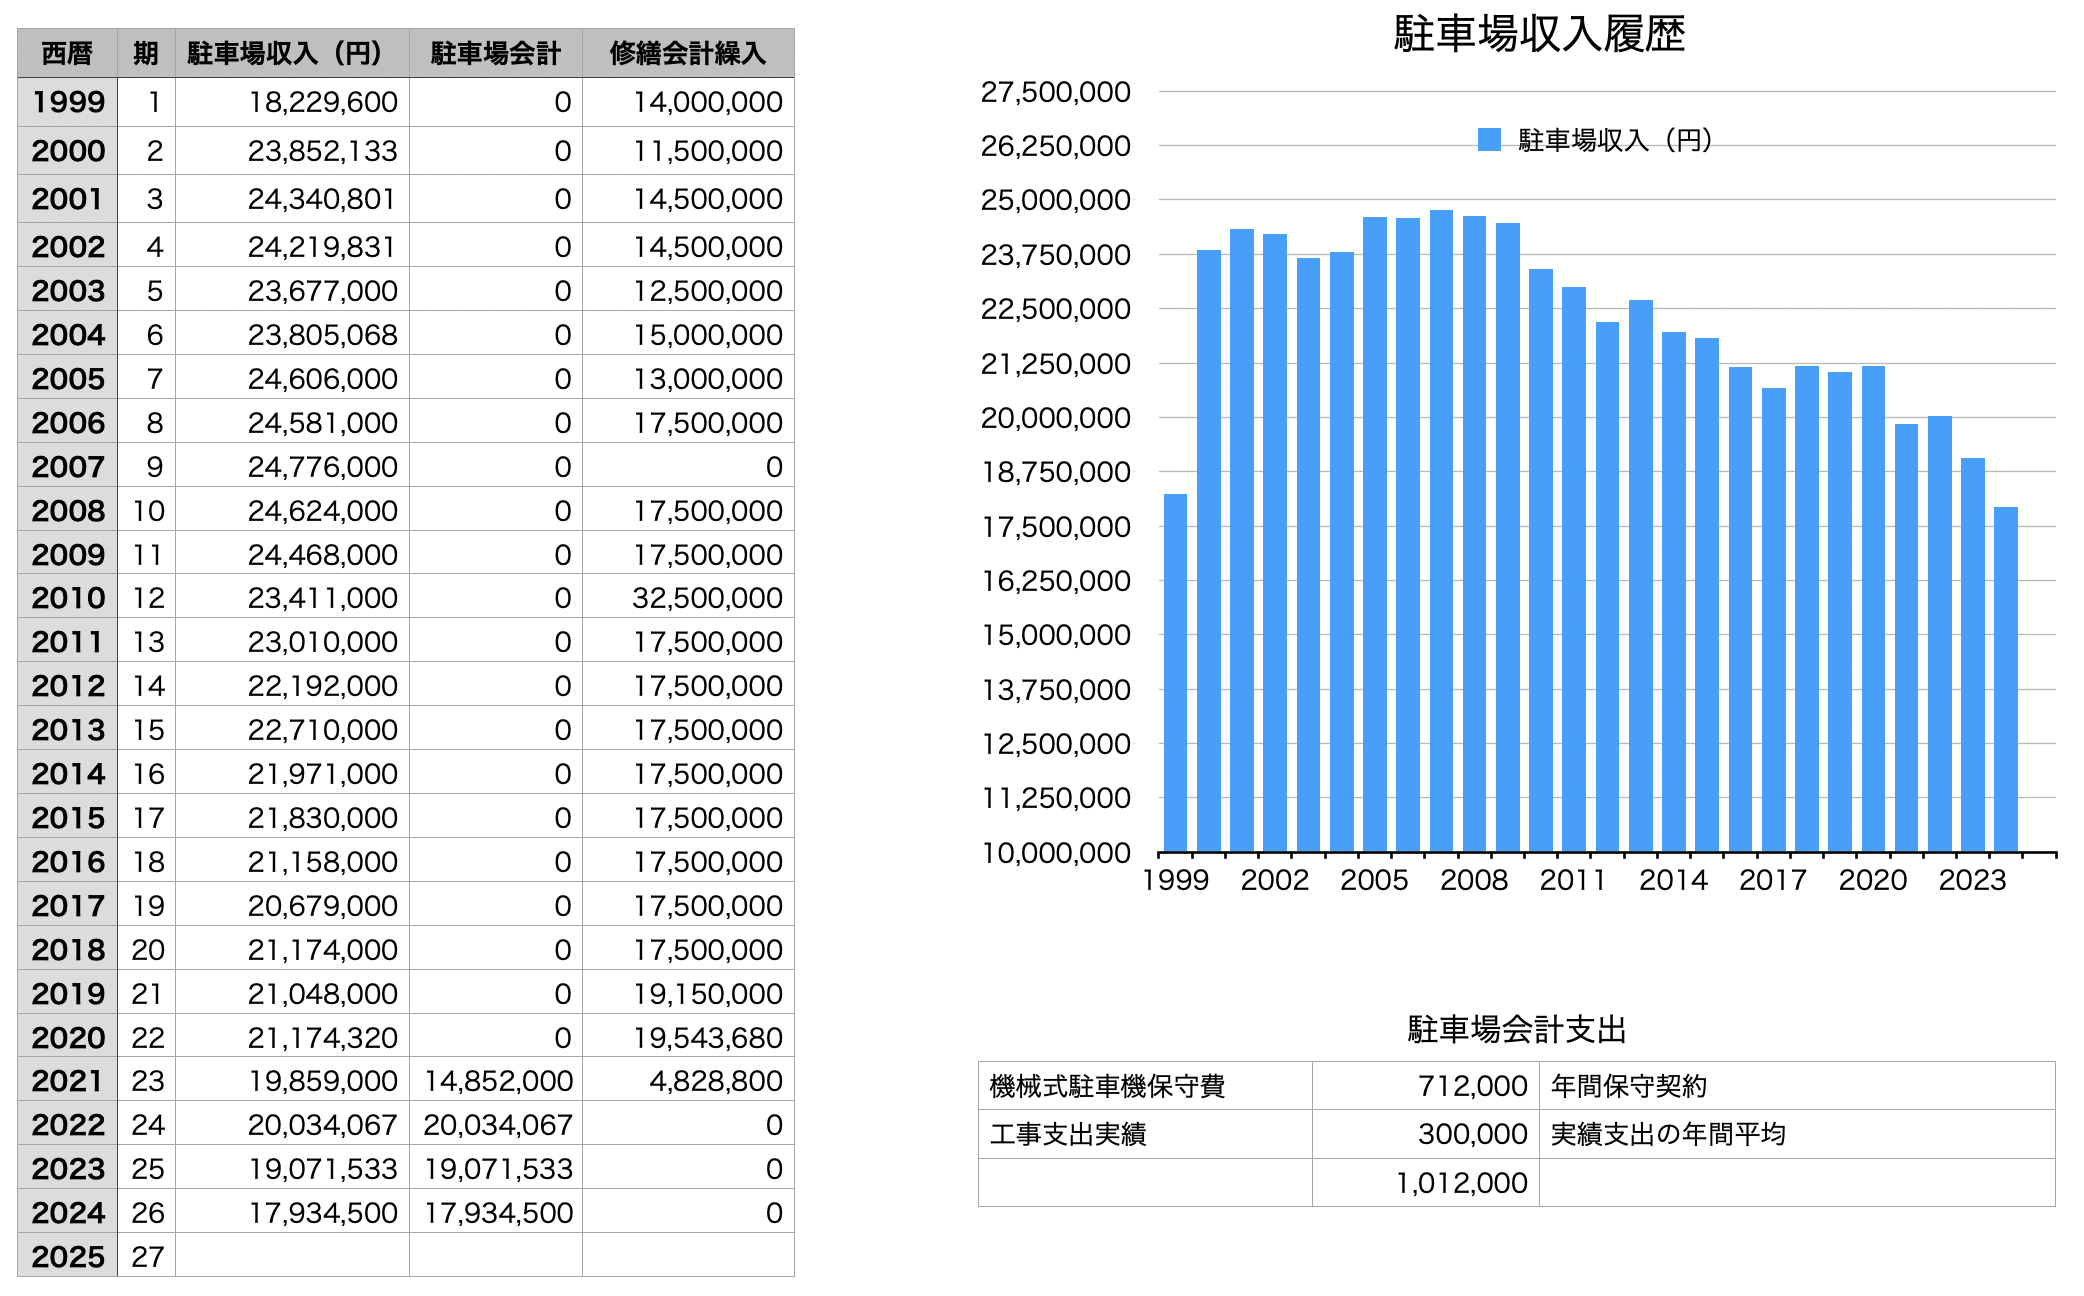 西暦 期 駐車場収入（円） 駐車場会計 修繕会計繰入
1999 1 18,229,600 0 14,000,000
2000 2 23,852,133 0 11,500,000
2001 3 24,340,801 0 14,500,000
2002 4 24,219,831 0 14,500,000
2003 5 23,677,000 0 12,500,000
2004 6 23,805,068 0 15,000,000
2005 7 24,606,000 0 13,000,000
2006 8 24,581,000 0 17,500,000
2007 9 24,776,000 0 0
2008 10 24,624,000 0 17,500,000
2009 11 24,468,000 0 17,500,000
2010 12 23,411,000 0 32,500,000
2011 13 23,010,000 0 17,500,000
2012 14 22,192,000 0 17,500,000
2013 15 22,710,000 0 17,500,000
2014 16 21,971,000 0 17,500,000
2015 17 21,830,000 0 17,500,000
2016 18 21,158,000 0 17,500,000
2017 19 20,679,000 0 17,500,000
2018 20 21,174,000 0 17,500,000
2019 21 21,048,000 0 19,150,000
2020 22 21,174,320 0 19,543,680
2021 23 19,859,000 14,852,000 4,828,800
2022 24 20,034,067 20,034,067 0
2023 25 19,071,533 19,071,533 0
2024 26 17,934,500 17,934,500 0
2025 27
駐車場収入履歴
駐車場収入（円）
27,500,000
26,250,000
25,000,000
23,750,000
22,500,000
21,250,000
20,000,000
18,750,000
17,500,000
16,250,000
15,000,000
13,750,000
12,500,000
11,250,000
10,000,000
1999 2002 2005 2008 2011 2014 2017 2020 2023
駐車場会計支出
機械式駐車機保守費 712,000 年間保守契約
工事支出実績 300,000 実績支出の年間平均
1,012,000